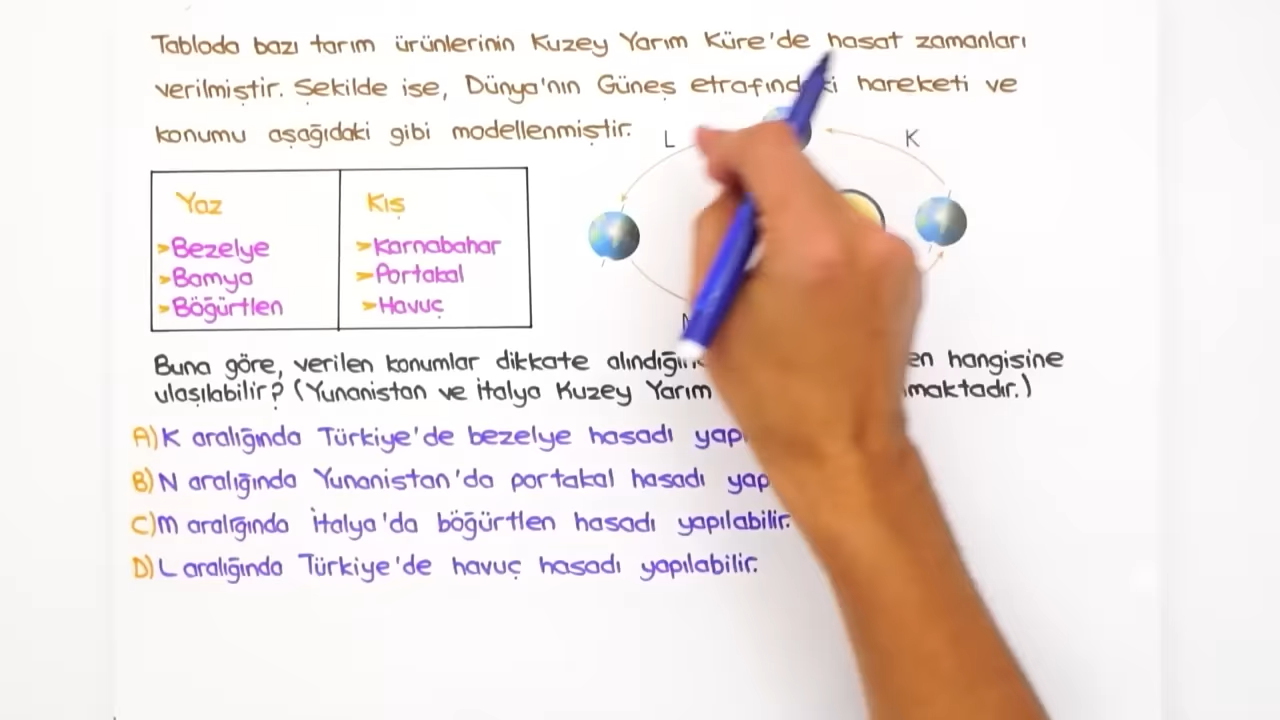 Tabloda bazı tarım ürünlerinin Kuzey Yarım Küre'de hasat zamanları
verilmiştir. Şekilde ise, Dünya'nın Güneş hareketi ve
konumu aşağıdaki gibi modellenmiştir.
L
K
Yaz
Kış
➤Bezelye
➤Karnabahar
➤Bamya
➤Portakal
➤Böğürtlen
➤Havuç
Buna göre, verilen konumlar dikkate hangisine
ulaşılabilir? (Yunanistan ve İtalya Kuzey Yarım
A)K aralığında Türkiye'de bezelye hasadı
B)N aralığında Yunanistan'da portakal hasadı
C)M aralığında İtalya'da böğürtlen hasadı yapılabilir.
D)L aralığında Türkiye'de havuç hasadı yapılabilir.